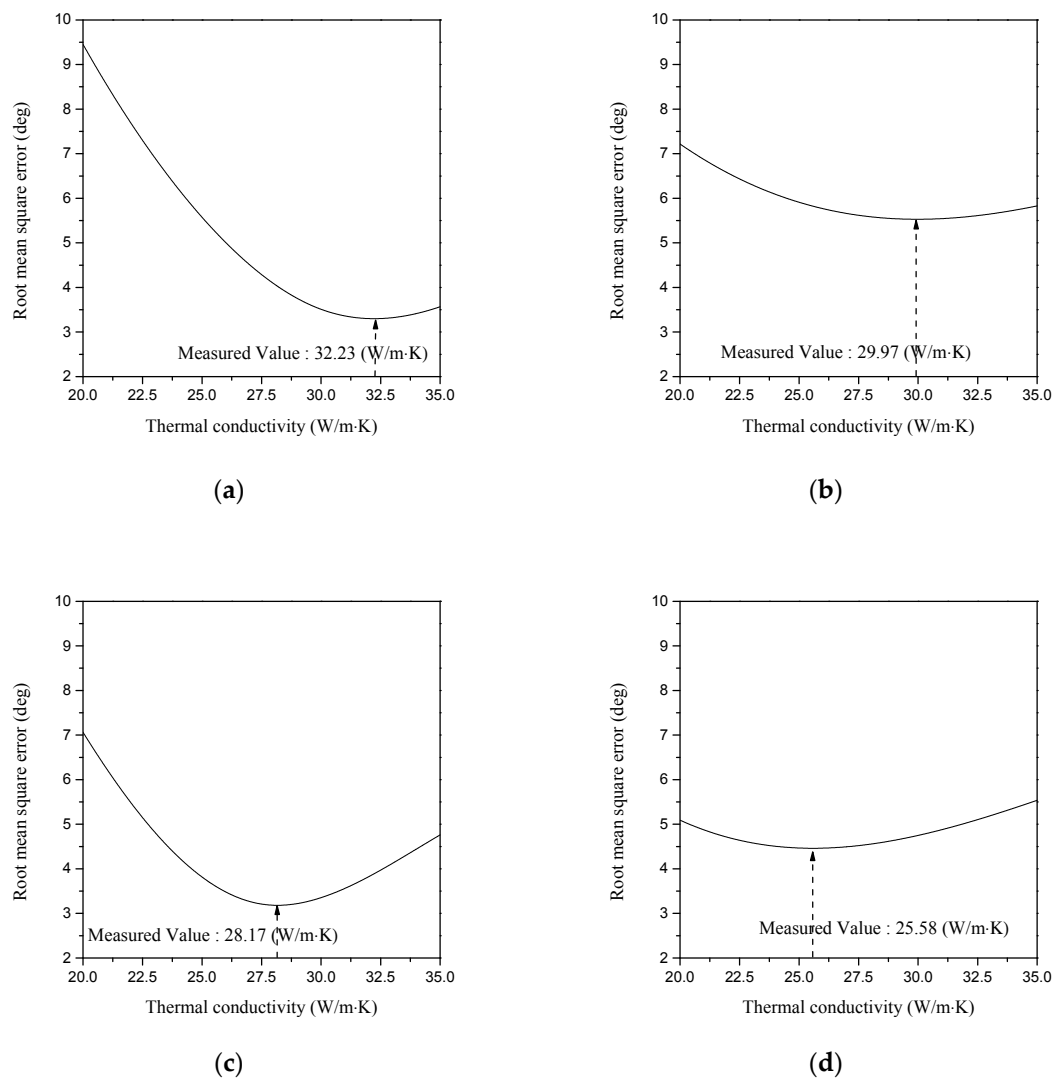 10
9
8
7
6
5
4
3
2
Root mean square error (deg)
Measured Value : 32.23 (W/m·K)
20.0 22.5 25.0 27.5 30.0 32.5 35.0
Thermal conductivity (W/m·K)
(a)
10
9
8
7
6
5
4
3
2
Root mean square error (deg)
Measured Value : 29.97 (W/m·K)
20.0 22.5 25.0 27.5 30.0 32.5 35.0
Thermal conductivity (W/m·K)
(b)
10
9
8
7
6
5
4
3
2
Root mean square error (deg)
Measured Value : 28.17 (W/m·K)
20.0 22.5 25.0 27.5 30.0 32.5 35.0
Thermal conductivity (W/m·K)
(c)
10
9
8
7
6
5
4
3
2
Root mean square error (deg)
Measured Value : 25.58 (W/m·K)
20.0 22.5 25.0 27.5 30.0 32.5 35.0
Thermal conductivity (W/m·K)
(d)